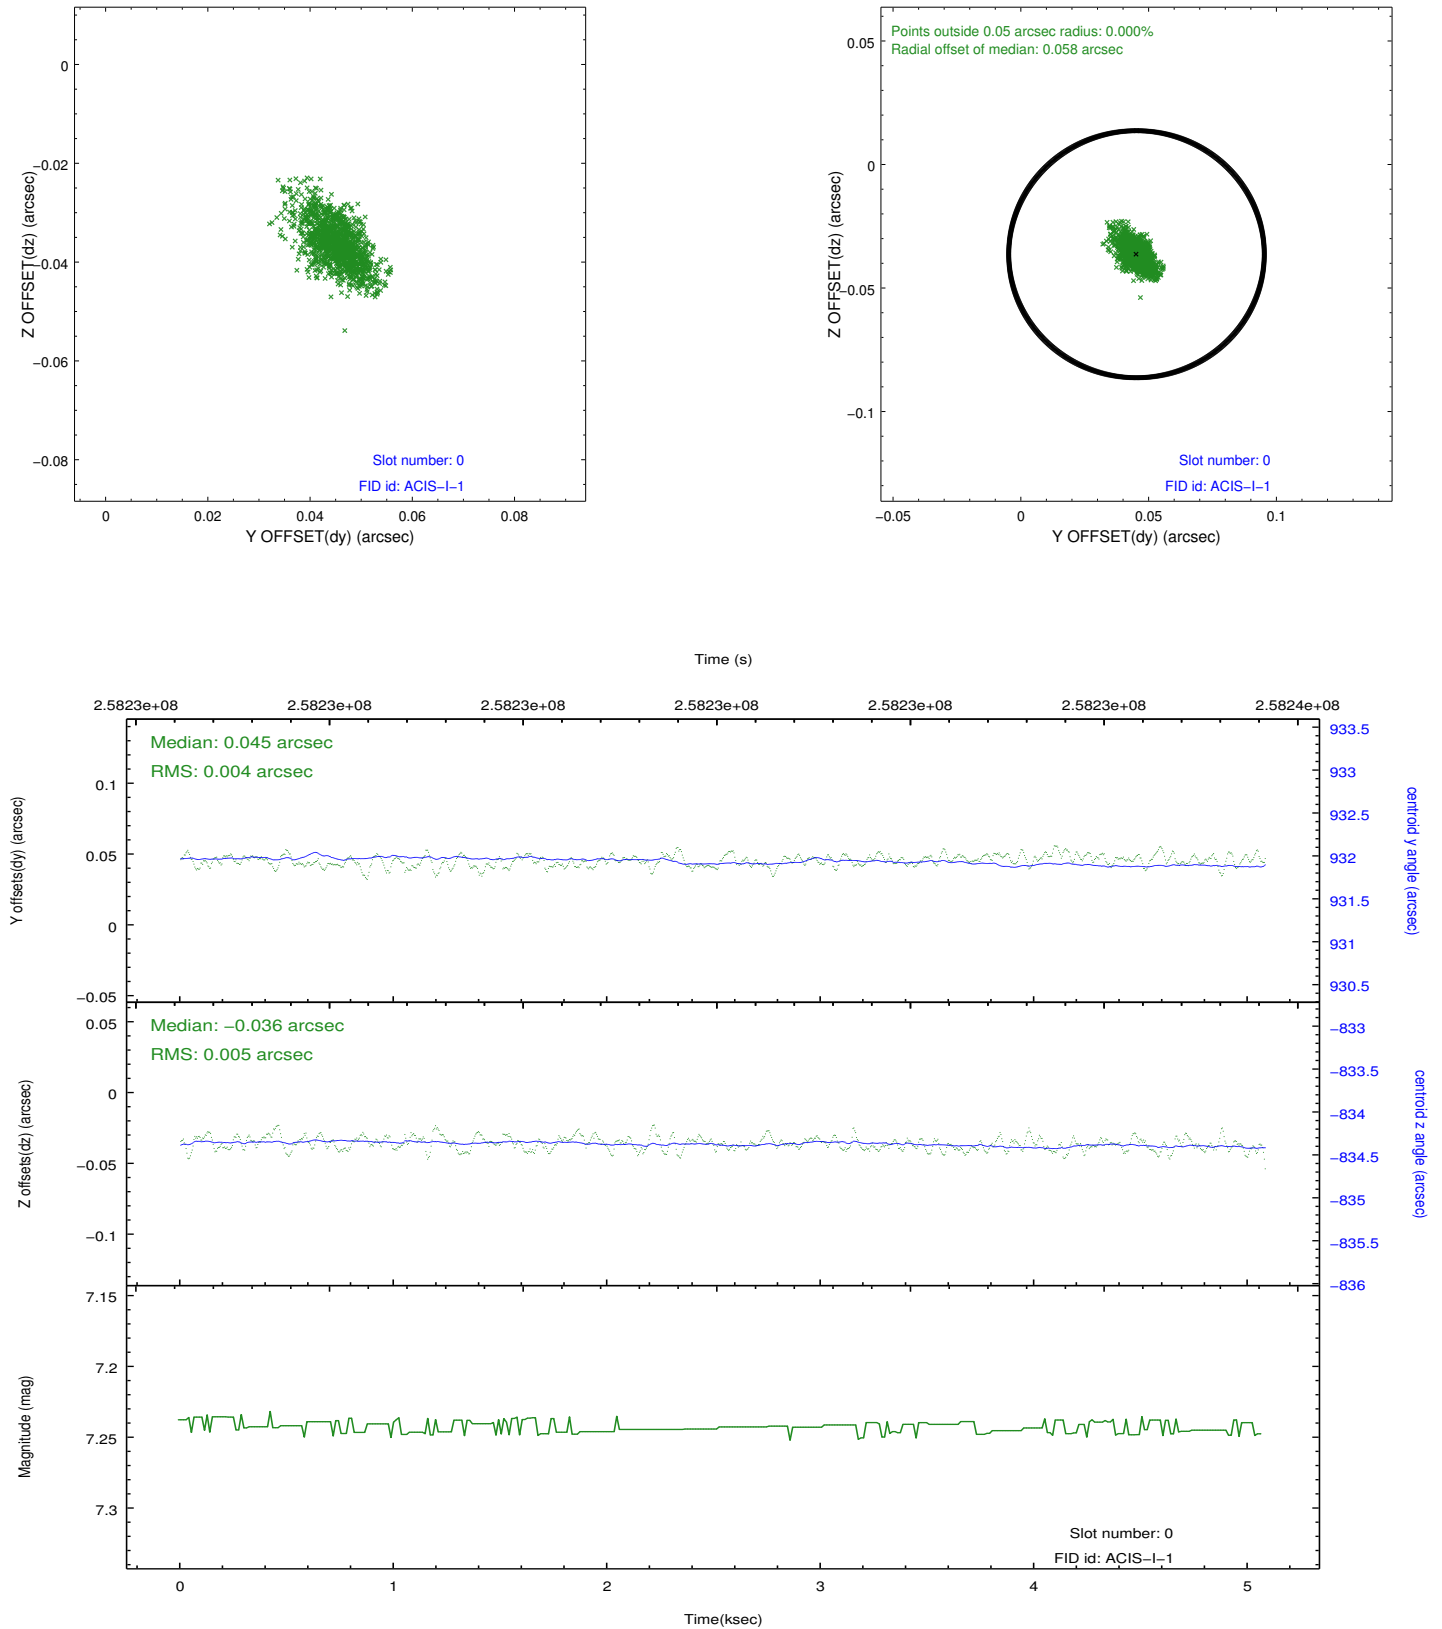 0
−0.02
−0.04
−0.06
−0.08
Z OFFSET(dz) (arcsec)
Slot number: 0
FID id: ACIS−I−1
0 0.02 0.04 0.06 0.08
Y OFFSET(dy) (arcsec)
Points outside 0.05 arcsec radius: 0.000%
Radial offset of median: 0.058 arcsec
0.05
0
−0.05
−0.1
Z OFFSET(dz) (arcsec)
Slot number: 0
FID id: ACIS−I−1
−0.05 0 0.05 0.1
Y OFFSET(dy) (arcsec)
Time (s)
2.5823e+08 2.5823e+08 2.5823e+08 2.5823e+08 2.5823e+08 2.5823e+08 2.5824e+08
Median: 0.045 arcsec
RMS: 0.004 arcsec
0.1
0.05
0
−0.05
Y offsets(dy) (arcsec)
933.5
933
932.5
932
931.5
931
930.5
centroid y angle (arcsec)
Median: −0.036 arcsec
RMS: 0.005 arcsec
0.05
0
−0.05
−0.1
Z offsets(dz) (arcsec)
−833
−833.5
−834
−834.5
−835
−835.5
−836
centroid z angle (arcsec)
7.15
7.2
7.25
7.3
Magnitude (mag)
Slot number: 0
FID id: ACIS−I−1
0 1 2 3 4 5
Time(ksec)